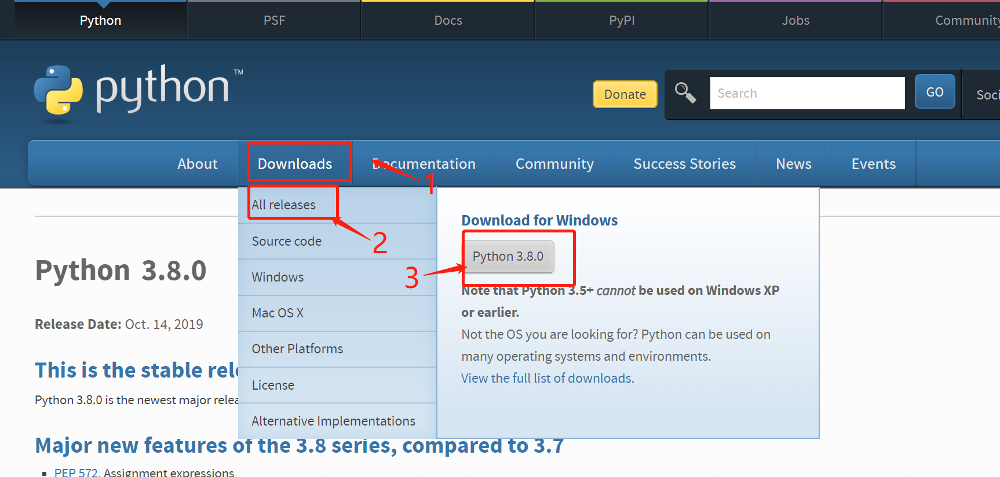 Python PSF Docs PyPI Jobs Community
python™
Donate Search GO Soci
About Downloads Documentation Community Success Stories News Events
1
All releases
2
Source code
Windows
Mac OS X
Other Platforms
License
Alternative Implementations
Download for Windows
Python 3.8.0
3
Note that Python 3.5+ cannot be used on Windows XP
or earlier.
Not the OS you are looking for? Python can be used on
many operating systems and environments.
View the full list of downloads.
Python 3.8.0
Release Date: Oct. 14, 2019
This is the stable rel
Python 3.8.0 is the newest major relea
Major new features of the 3.8 series, compared to 3.7
PEP 572, Assignment expressions